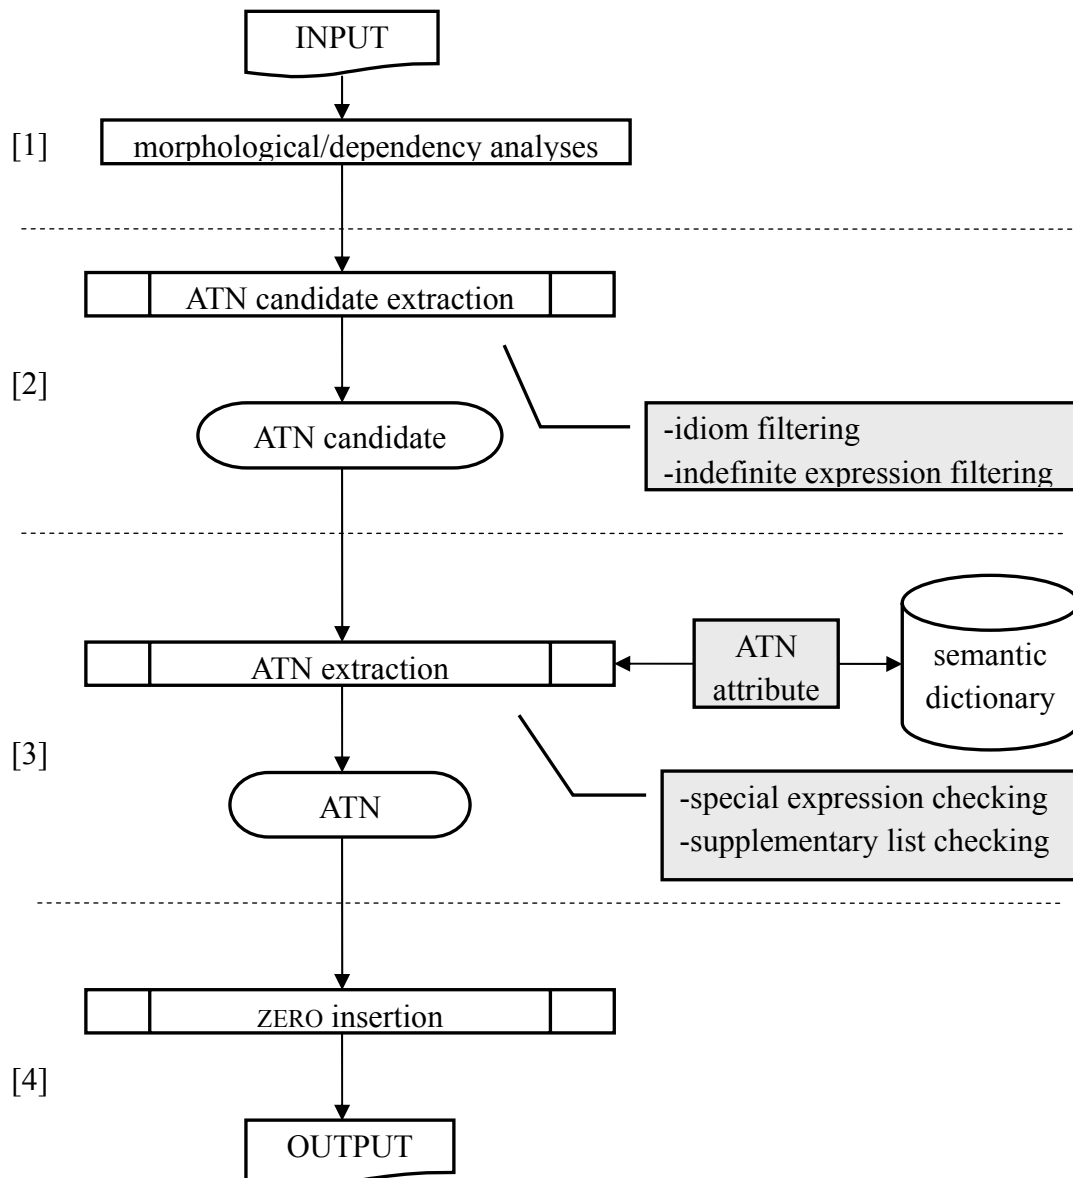 INPUT
[1]
morphological/dependency analyses
ATN candidate extraction
[2]
ATN candidate
-idiom filtering
-indefinite expression filtering
ATN extraction
ATN
attribute
semantic
dictionary
[3]
ATN
-special expression checking
-supplementary list checking
ZERO insertion
[4]
OUTPUT